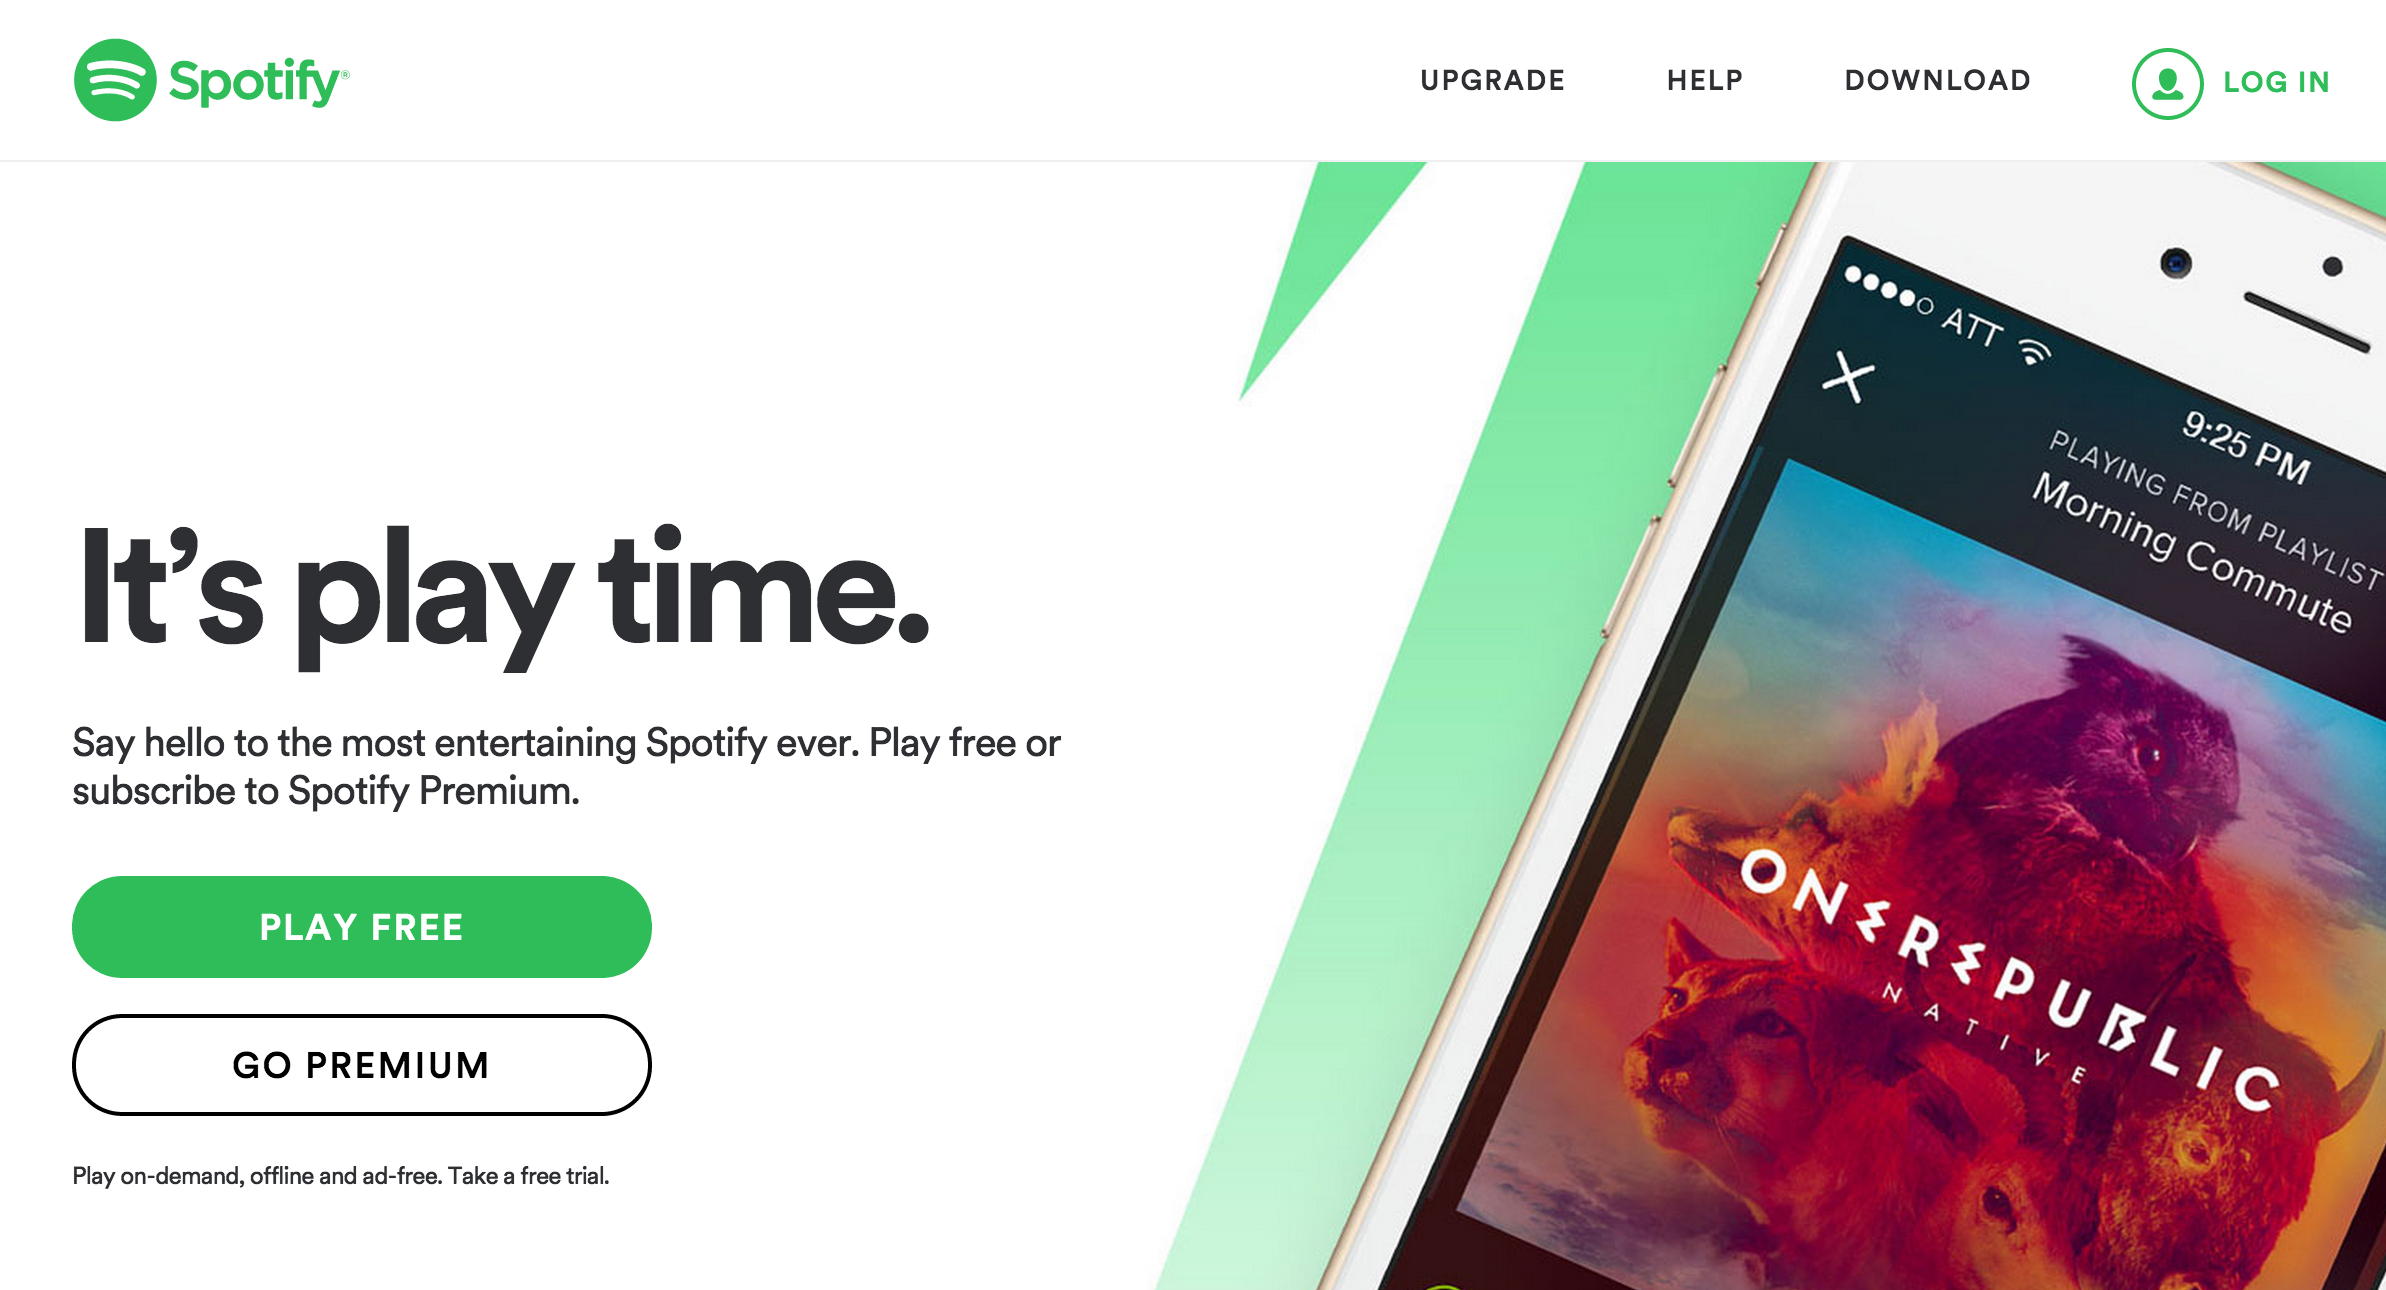 Spotify®
UPGRADE
HELP
DOWNLOAD
LOG IN
It’s play time.
Say hello to the most entertaining Spotify ever. Play free or
subscribe to Spotify Premium.
PLAY FREE
GO PREMIUM
Play on-demand, offline and ad-free. Take a free trial.
ATT
9:25 PM
PLAYING FROM PLAYLIST
Morning Commute
ONEREPUBLIC
NATIVE